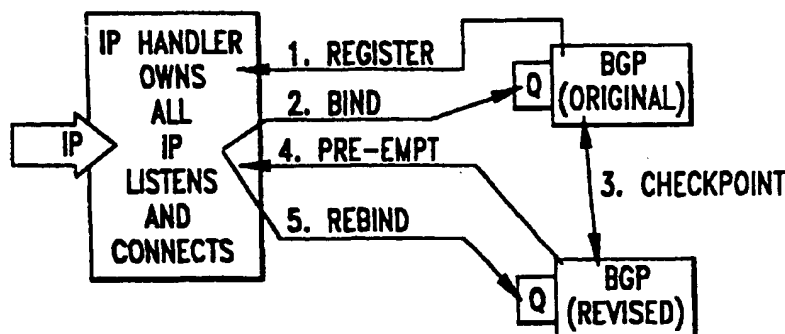 IP HANDLER
OWNS
ALL
IP
LISTENS
AND
CONNECTS
IP
1. REGISTER
2. BIND
4. PRE-EMPT
5. REBIND
Q
BGP
(ORIGINAL)
3. CHECKPOINT
Q
BGP
(REVISED)